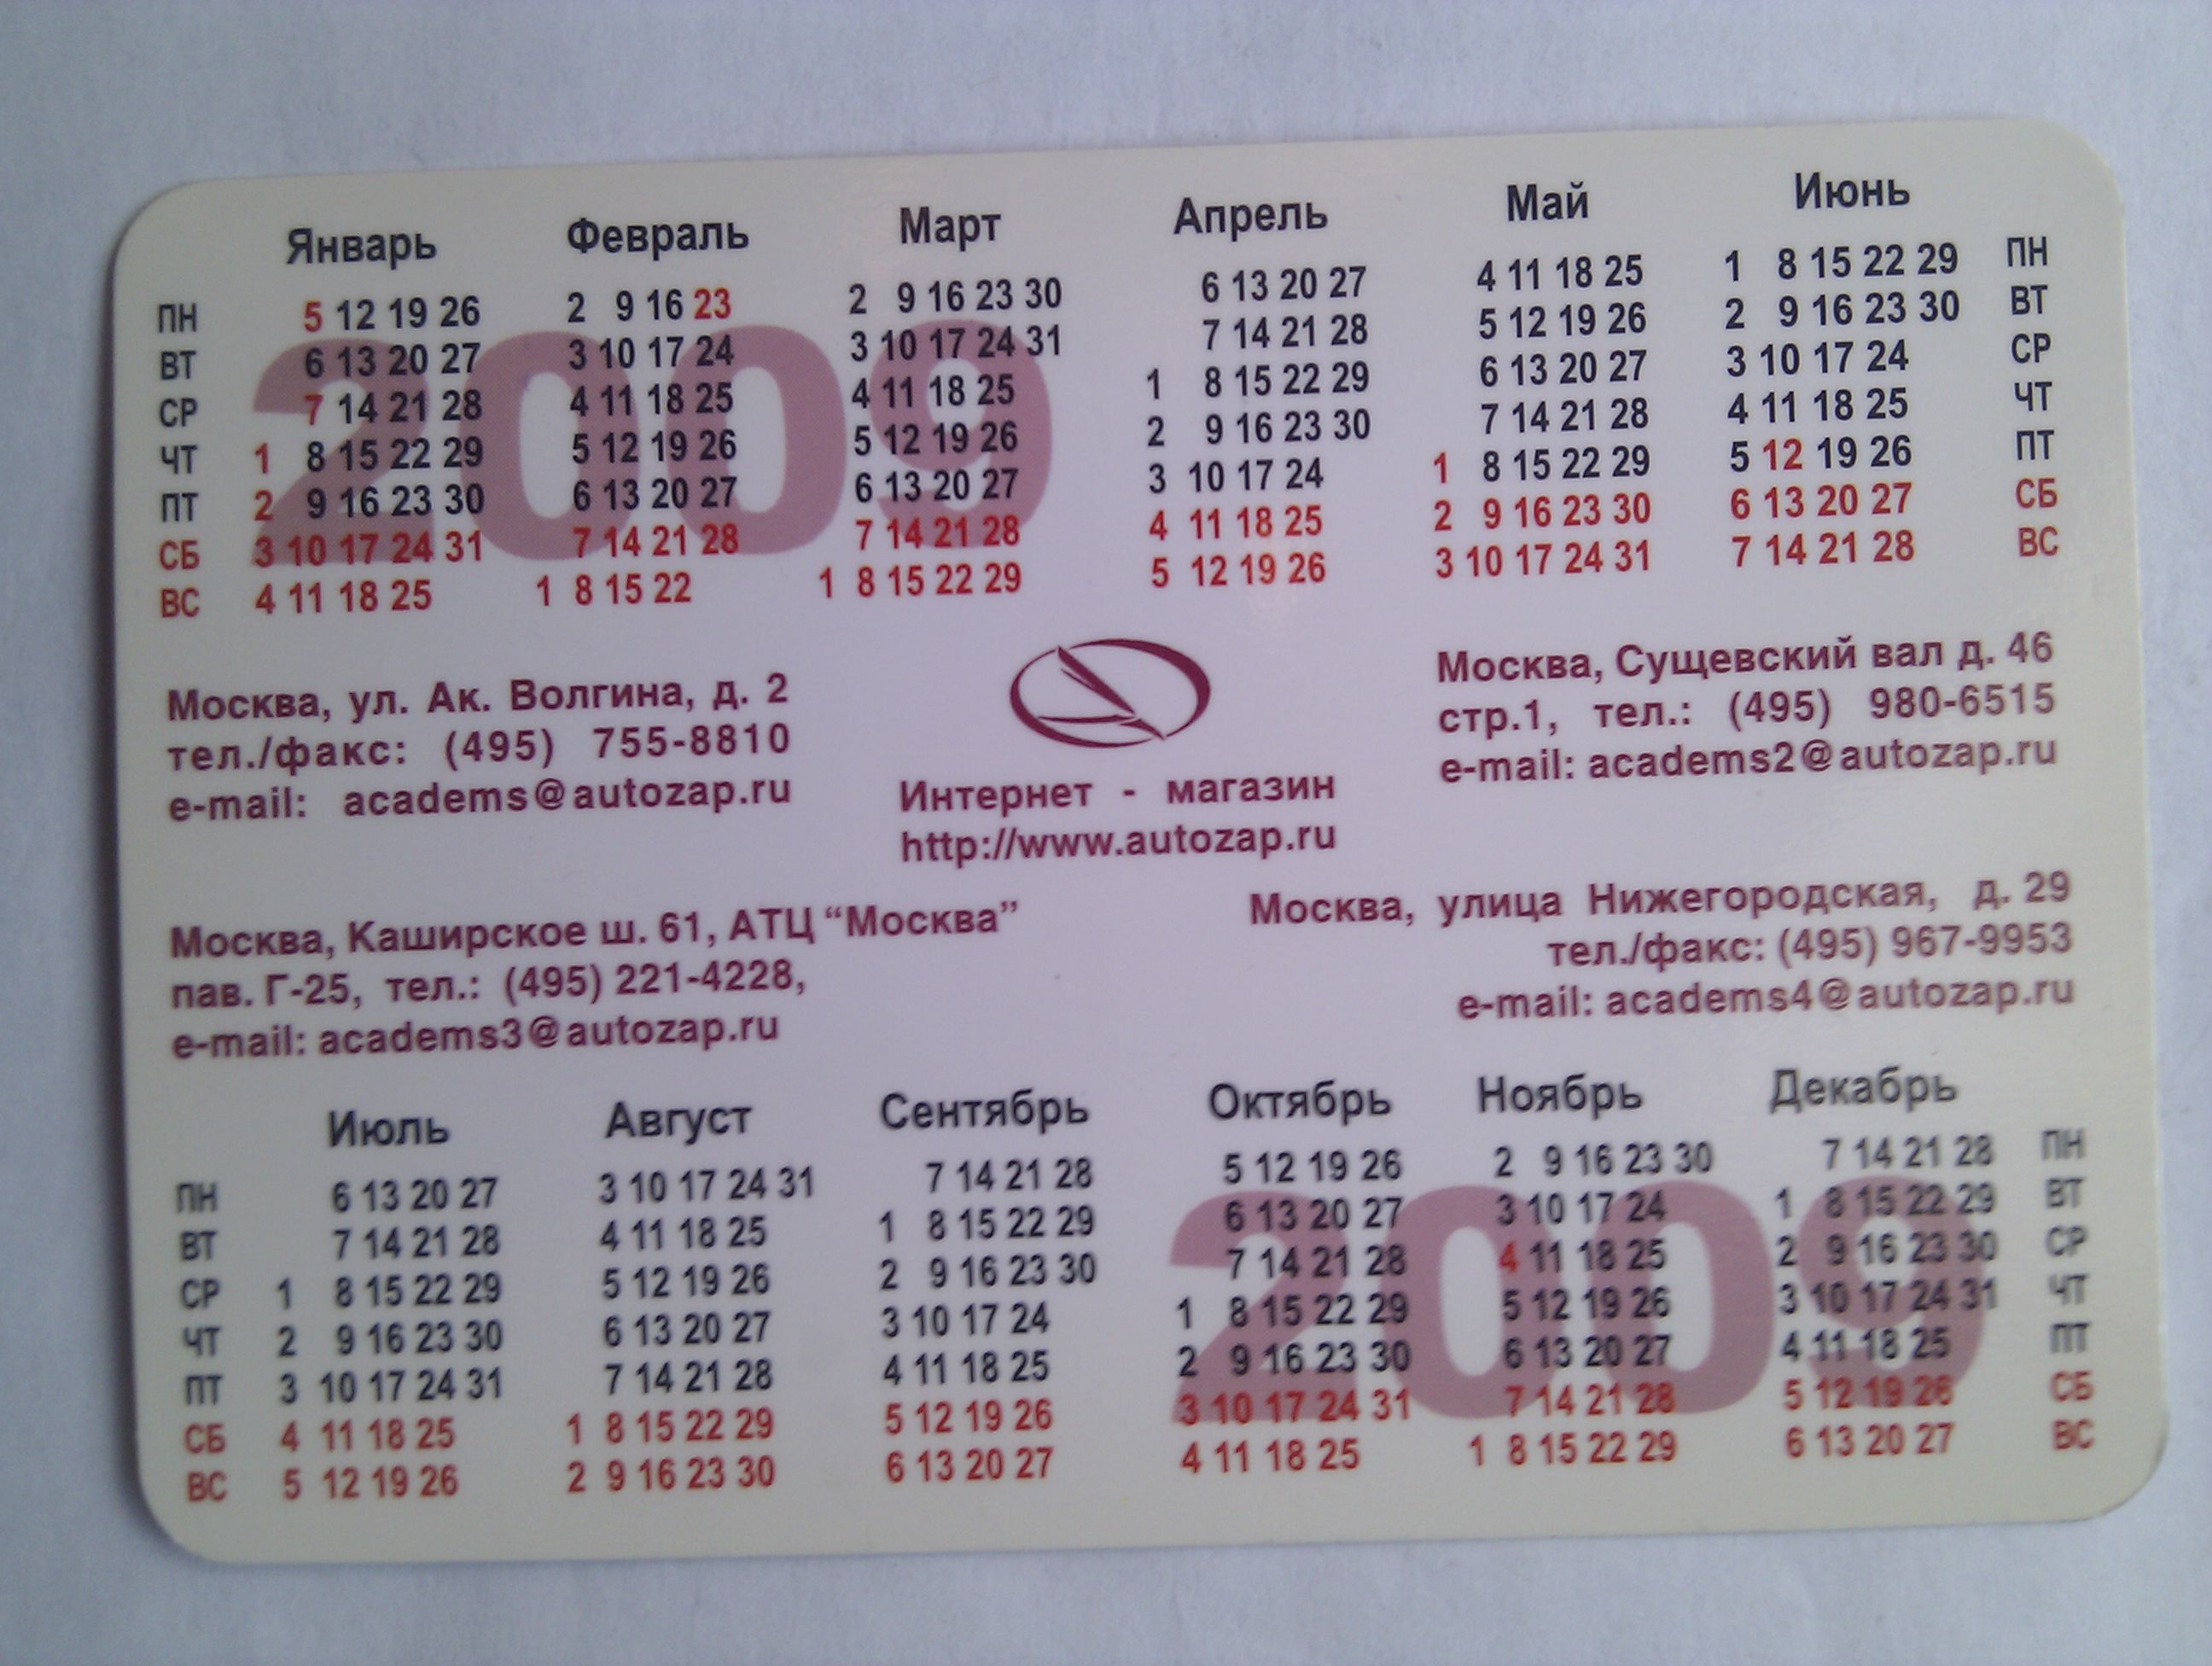 Январь Февраль Март Апрель Май Июнь
ПН 5 12 19 26 2 9 16 23 2 9 16 23 30 6 13 20 27 4 11 18 25 1 8 15 22 29 ПН
ВТ 6 13 20 27 3 10 17 24 3 10 17 24 31 7 14 21 28 5 12 19 26 2 9 16 23 30 ВТ
СР 7 14 21 28 4 11 18 25 4 11 18 25 1 8 15 22 29 6 13 20 27 3 10 17 24 СР
ЧТ 1 8 15 22 29 5 12 19 26 5 12 19 26 2 9 16 23 30 7 14 21 28 4 11 18 25 ЧТ
ПТ 2 9 16 23 30 6 13 20 27 6 13 20 27 3 10 17 24 1 8 15 22 29 5 12 19 26 ПТ
СБ 3 10 17 24 31 7 14 21 28 7 14 21 28 4 11 18 25 2 9 16 23 30 6 13 20 27 СБ
ВС 4 11 18 25 1 8 15 22 1 8 15 22 29 5 12 19 26 3 10 17 24 31 7 14 21 28 ВС
2009
Москва, ул. Ак. Волгина, д. 2
тел./факс: (495) 755-8810
e-mail: academs@autozap.ru
Интернет - магазин
http://www.autozap.ru
Москва, Сущевский вал д. 46
стр.1, тел.: (495) 980-6515
e-mail: academs2@autozap.ru
Москва, Каширское ш. 61, АТЦ “Москва”
пав. Г-25, тел.: (495) 221-4228,
e-mail: academs3@autozap.ru
Москва, улица Нижегородская, д. 29
тел./факс: (495) 967-9953
e-mail: academs4@autozap.ru
Июль Август Сентябрь Октябрь Ноябрь Декабрь
ПН 6 13 20 27 3 10 17 24 31 7 14 21 28 5 12 19 26 2 9 16 23 30 7 14 21 28 ПН
ВТ 7 14 21 28 4 11 18 25 1 8 15 22 29 6 13 20 27 3 10 17 24 1 8 15 22 29 ВТ
СР 1 8 15 22 29 5 12 19 26 2 9 16 23 30 7 14 21 28 4 11 18 25 2 9 16 23 30 СР
ЧТ 2 9 16 23 30 6 13 20 27 3 10 17 24 1 8 15 22 29 5 12 19 26 3 10 17 24 31 ЧТ
ПТ 3 10 17 24 31 7 14 21 28 4 11 18 25 2 9 16 23 30 6 13 20 27 4 11 18 25 ПТ
СБ 4 11 18 25 1 8 15 22 29 5 12 19 26 3 10 17 24 31 7 14 21 28 5 12 19 26 СБ
ВС 5 12 19 26 2 9 16 23 30 6 13 20 27 4 11 18 25 1 8 15 22 29 6 13 20 27 ВС
2009